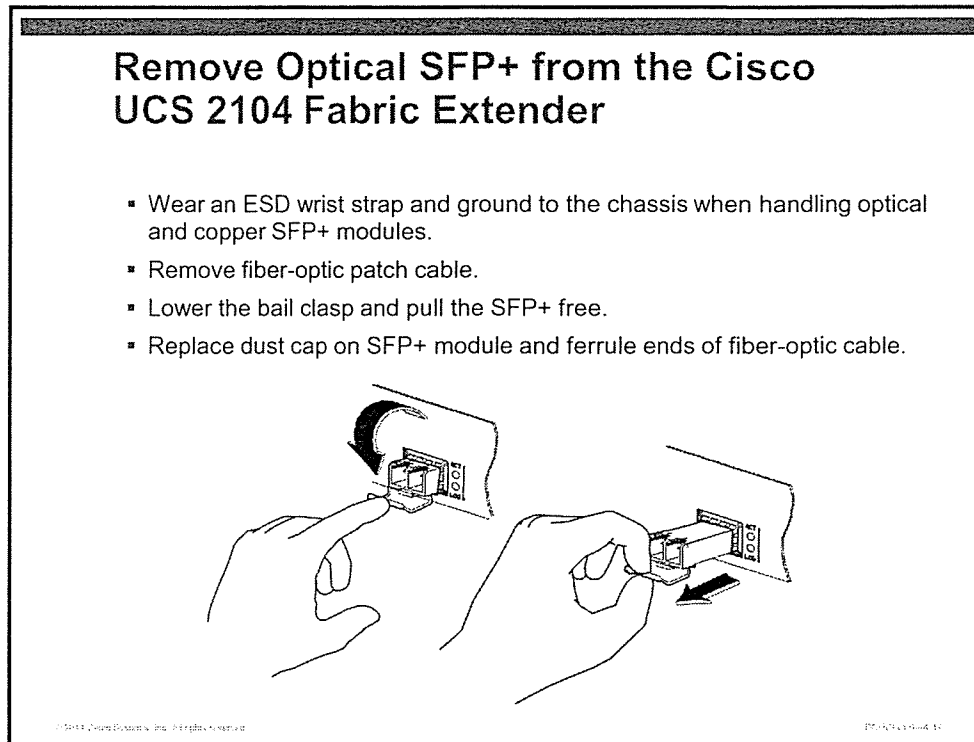 Remove Optical SFP+ from the Cisco
UCS 2104 Fabric Extender
▪ Wear an ESD wrist strap and ground to the chassis when handling optical
and copper SFP+ modules.
▪ Remove fiber-optic patch cable.
▪ Lower the bail clasp and pull the SFP+ free.
▪ Replace dust cap on SFP+ module and ferrule ends of fiber-optic cable.